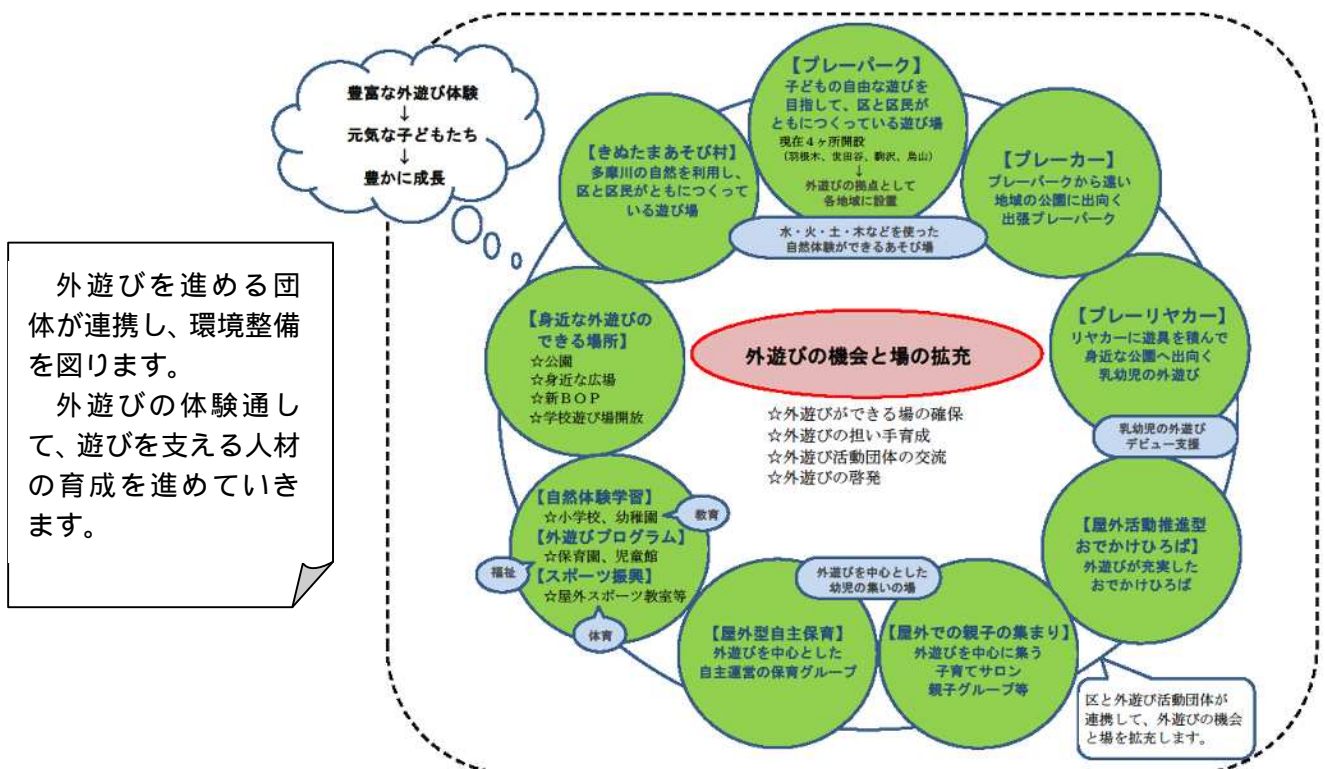 豊富な外遊び体験
↓
元気な子どもたち
↓
豊かに成長
外遊びを進める団
体が連携し、環境整備
を図ります。
外遊びの体験通し
て、遊びを支える人材
の育成を進めていき
ます。
【プレーパーク】
子どもの自由な遊びを
目指して、区と区民が
ともにつくっている遊び場
現在4ヶ所開設
(羽根木、世田谷、駒沢、烏山)
↓
外遊びの拠点として
各地域に設置
【きぬたまあそび村】
多摩川の自然を利用し、
区と区民がともにつくって
いる遊び場
【プレーカー】
プレーパークから遠い
地域の公園に出向く
出張プレーパーク
水・火・土・木などを使った
自然体験ができるあそび場
【プレーリヤカー】
リヤカーに遊具を積んで
身近な公園へ出向く
乳幼児の外遊び
乳幼児の外遊び
デビュー支援
【身近な外遊びの
できる場所】
☆公園
☆身近な広場
☆新BOP
☆学校遊び場開放
外遊びの機会と場の拡充
☆外遊びができる場の確保
☆外遊びの担い手育成
☆外遊び活動団体の交流
☆外遊びの啓発
【自然体験学習】
☆小学校、幼稚園
教育
【外遊びプログラム】
☆保育園、児童館
福祉
【スポーツ振興】
☆屋外スポーツ教室等
体育
【屋外活動推進型
おでかけひろば】
外遊びが充実した
おでかけひろば
外遊びを中心とした
幼児の集いの場
【屋外型自主保育】
外遊びを中心とした
自主運営の保育グループ
【屋外での親子の集まり】
外遊びを中心に集う
子育てサロン
親子グループ等
区と外遊び活動団体が
連携して、外遊びの機会
と場を拡充します。